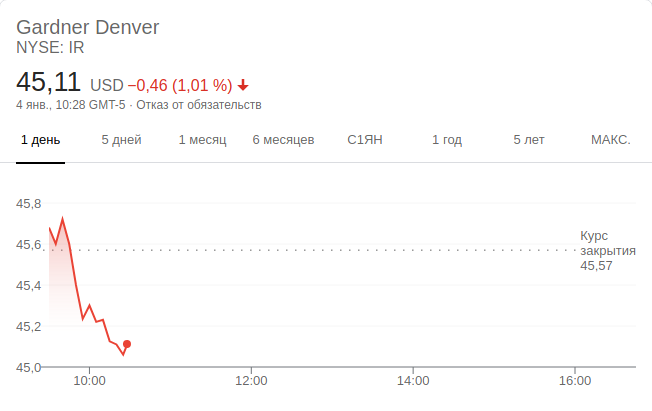 Gardner Denver
NYSE: IR
45,11 USD −0,46 (1,01 %)
4 янв., 10:28 GMT-5 · Отказ от обязательств
1 день 5 дней 1 месяц 6 месяцев С1ЯН 1 год 5 лет МАКС.
45,8
45,6
45,4
45,2
45,0
Курс
закрытия
45,57
10:00 12:00 14:00 16:00